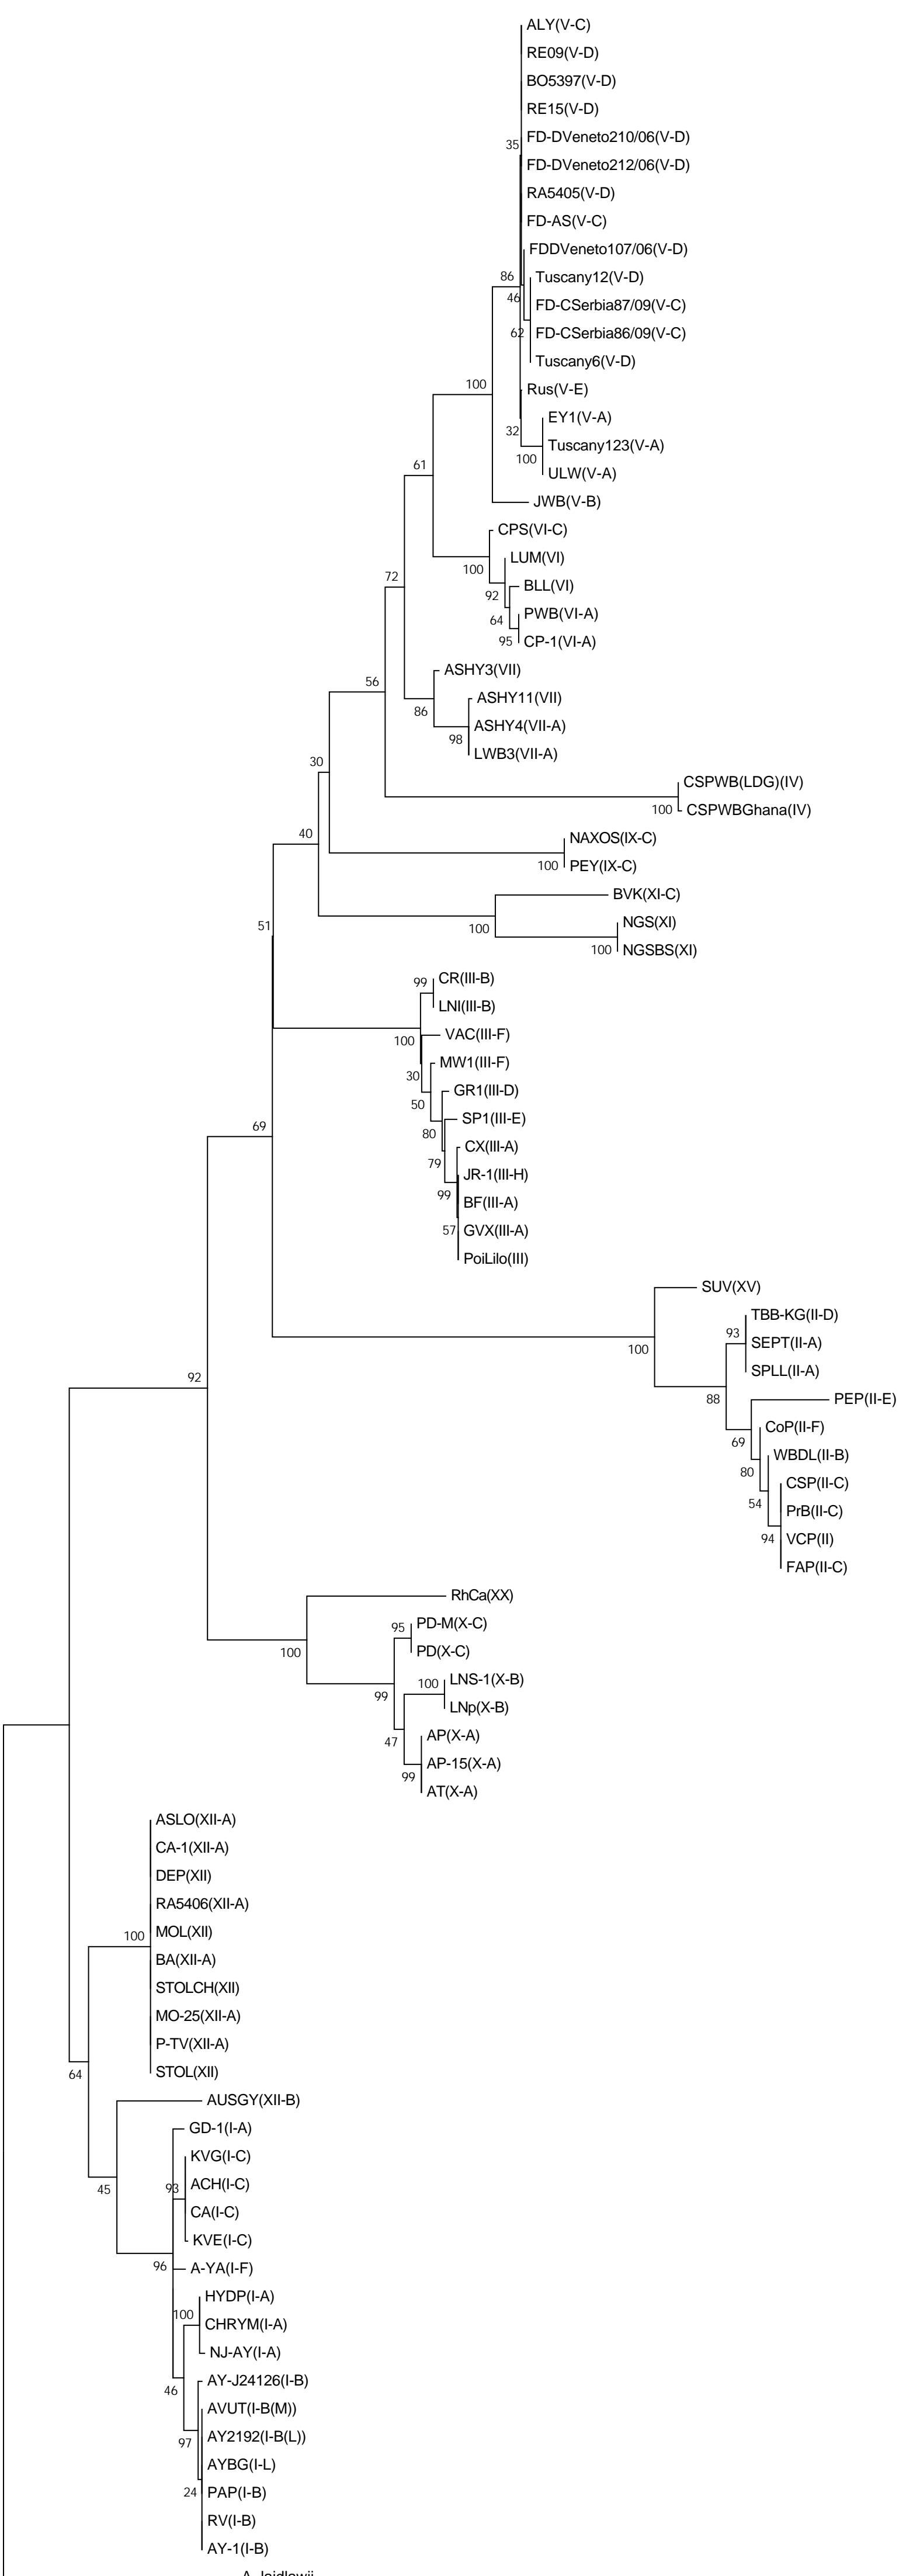 ALY(V-C)
RE09(V-D)
BO5397(V-D)
RE15(V-D)
FD-DVeneto210/06(V-D)
35
FD-DVeneto212/06(V-D)
RA5405(V-D)
FD-AS(V-C)
FDDVeneto107/06(V-D)
86
Tuscany12(V-D)
46
FD-CSerbia87/09(V-C)
62
FD-CSerbia86/09(V-C)
Tuscany6(V-D)
100
Rus(V-E)
EY1(V-A)
32
Tuscany123(V-A)
100
ULW(V-A)
61
JWB(V-B)
CPS(VI-C)
100
LUM(VI)
72
BLL(VI)
92
PWB(VI-A)
64
CP-1(VI-A)
95
ASHY3(VII)
56
ASHY11(VII)
86
ASHY4(VII-A)
98
LWB3(VII-A)
30
CSPWB(LDG)(IV)
100
CSPWBGhana(IV)
40
NAXOS(IX-C)
100
PEY(IX-C)
BVK(XI-C)
51
NGS(XI)
100
100
NGSBS(XI)
99
CR(III-B)
LNI(III-B)
100
VAC(III-F)
MW1(III-F)
30
GR1(III-D)
50
SP1(III-E)
69
80
CX(III-A)
79
JR-1(III-H)
99
BF(III-A)
57
GVX(III-A)
PoiLilo(III)
SUV(XV)
TBB-KG(II-D)
93
100
SEPT(II-A)
92
SPLL(II-A)
88
PEP(II-E)
CoP(II-F)
69
WBDL(II-B)
80
CSP(II-C)
54
PrB(II-C)
94
VCP(II)
FAP(II-C)
RhCa(XX)
95
PD-M(X-C)
100
PD(X-C)
100
LNS-1(X-B)
99
LNp(X-B)
47
AP(X-A)
99
AP-15(X-A)
AT(X-A)
ASLO(XII-A)
CA-1(XII-A)
DEP(XII)
RA5406(XII-A)
100
MOL(XII)
BA(XII-A)
STOLCH(XII)
MO-25(XII-A)
P-TV(XII-A)
64
STOL(XII)
AUSGY(XII-B)
GD-1(I-A)
KVG(I-C)
45
93
ACH(I-C)
CA(I-C)
KVE(I-C)
96
A-YA(I-F)
HYDP(I-A)
100
CHRYM(I-A)
NJ-AY(I-A)
46
AY-J24126(I-B)
AVUT(I-B(M))
97
AY2192(I-B(L))
AYBG(I-L)
24
PAP(I-B)
RV(I-B)
AY-1(I-B)